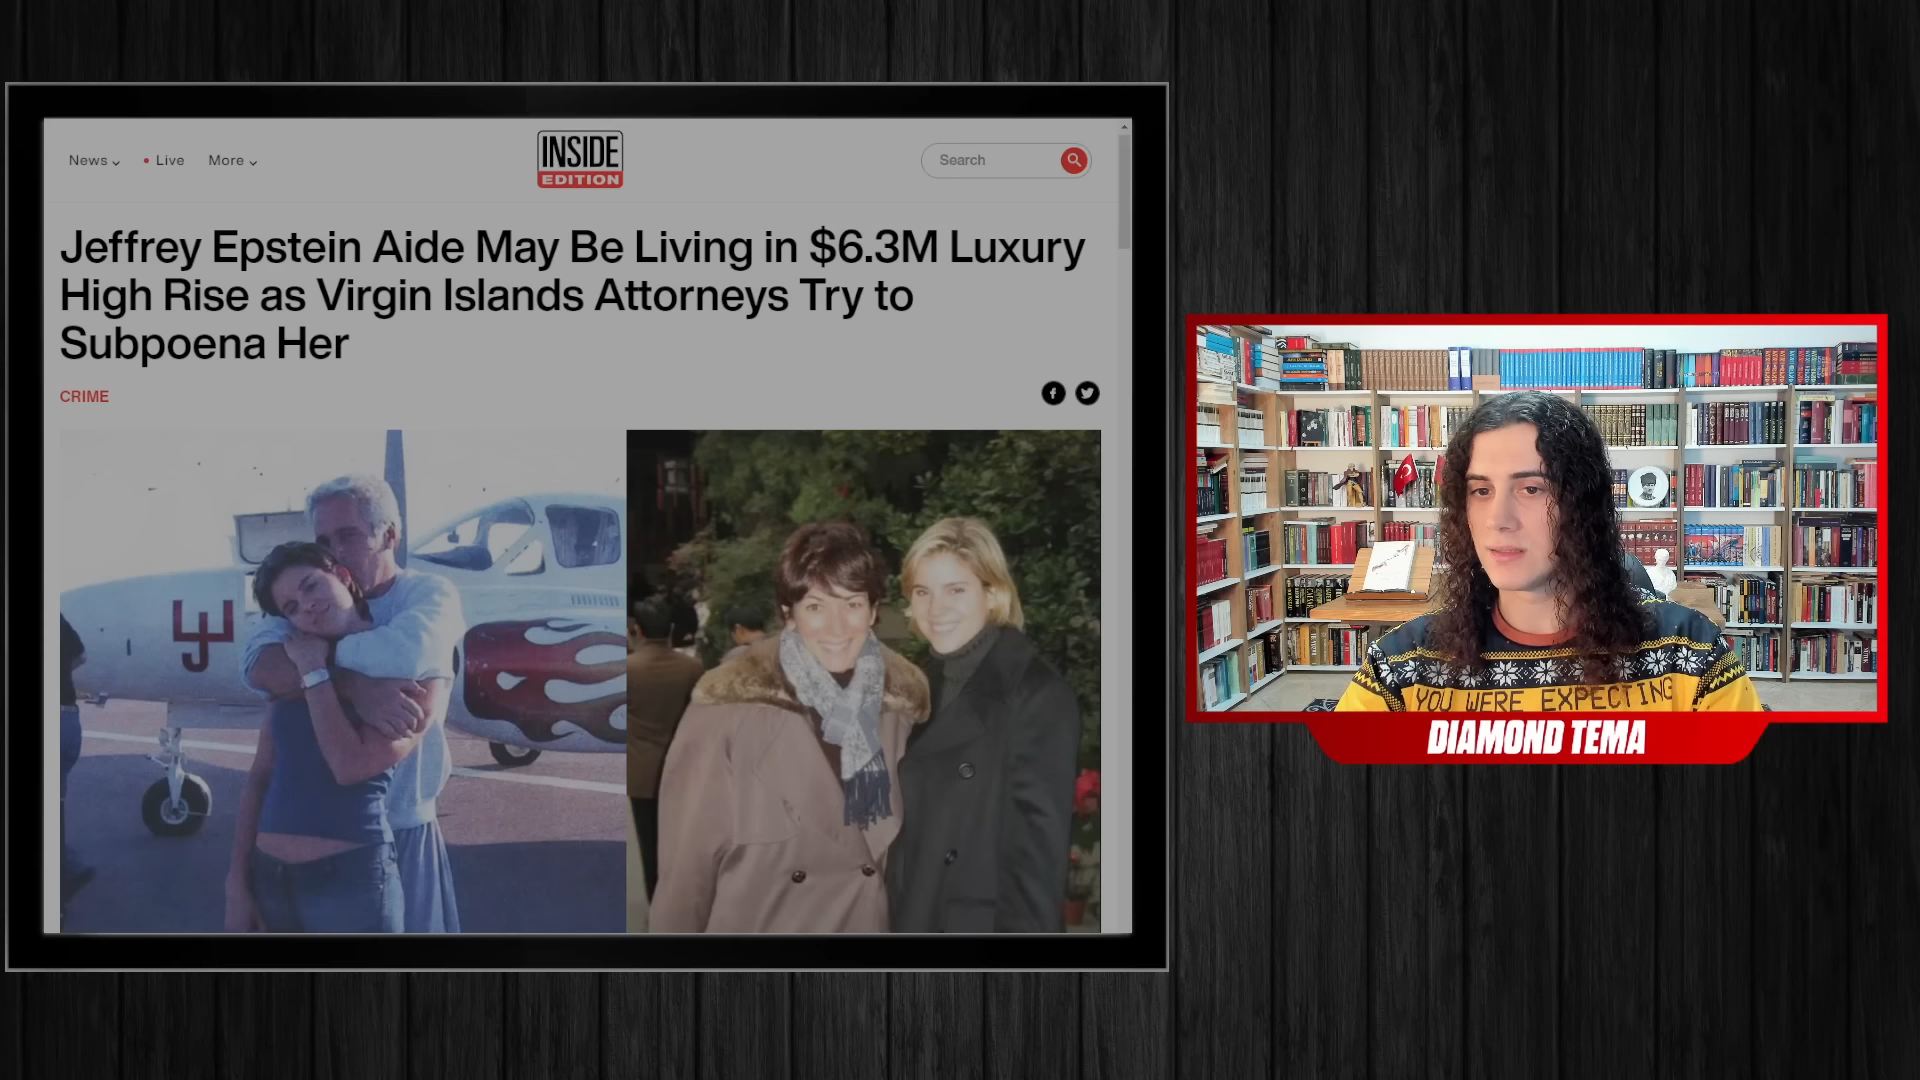 News
Live
More
INSIDE
EDITION
Search
Jeffrey Epstein Aide May Be Living in $6.3M Luxury
High Rise as Virgin Islands Attorneys Try to
Subpoena Her
CRIME
JE
YOU WERE EXPECTING
DIAMOND TEMA